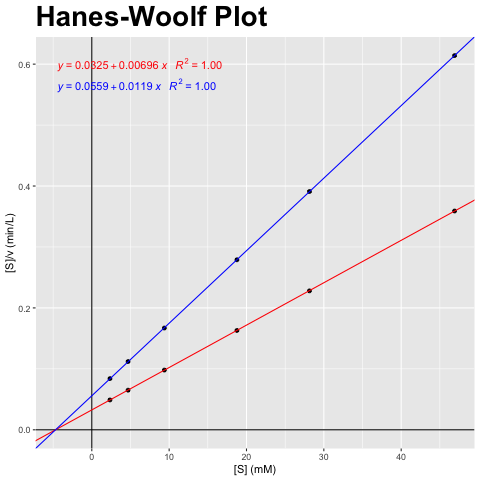 Hanes-Woolf Plot
y = 0.0325 + 0.00696 x R² = 1.00
y = 0.0559 + 0.0119 x R² = 1.00
0.6
0.4
0.2
0.0
[S]/v (min/L)
0 10 20 30 40
[S] (mM)